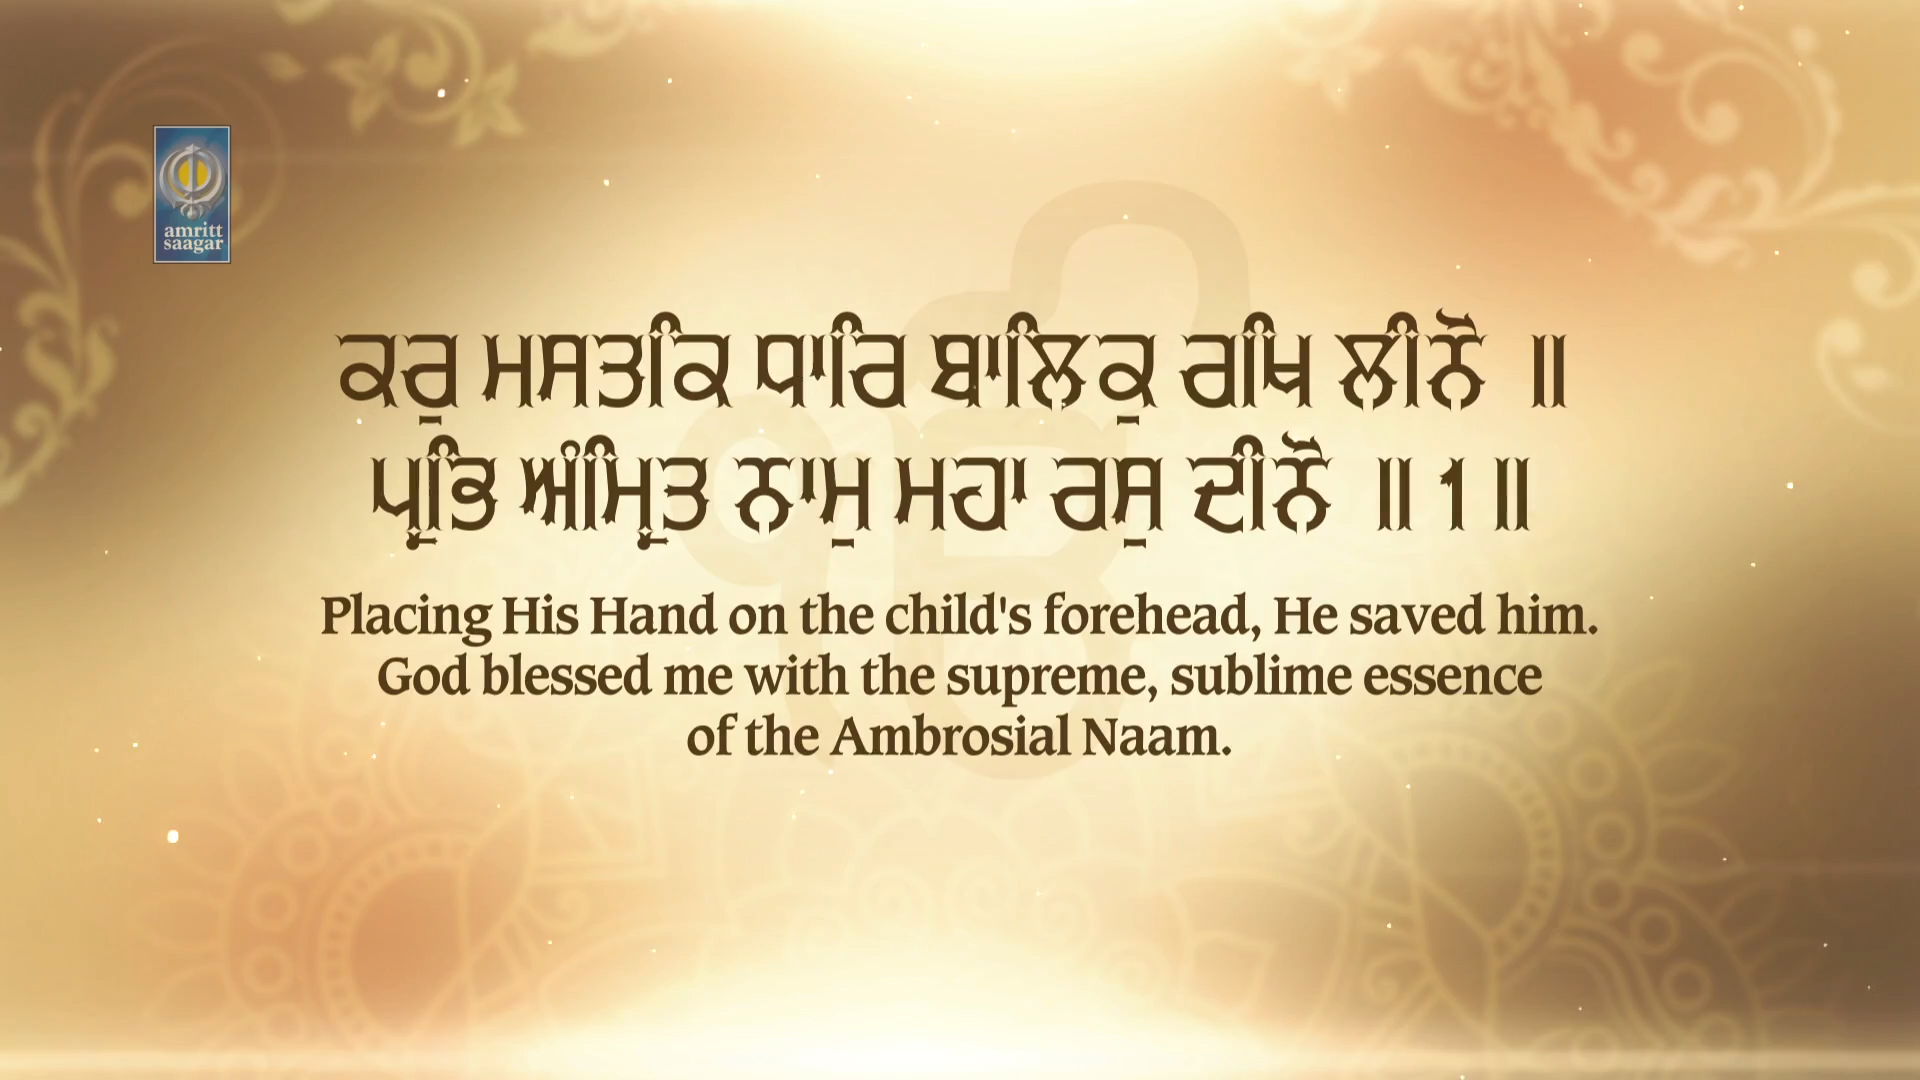 amritt
saagar
ਕਰੁ ਮਸਤਕਿ ਧਾਰਿ ਬਾਲਿਕੁ ਰਖਿ ਲੀਨੋ ॥
ਪ੍ਰਭਿ ਅੰਮ੍ਰਿਤ ਨਾਮੁ ਮਹਾ ਰਸੁ ਦੀਨੋ ॥ 1 ॥
Placing His Hand on the child's forehead, He saved him.
God blessed me with the supreme, sublime essence
of the Ambrosial Naam.